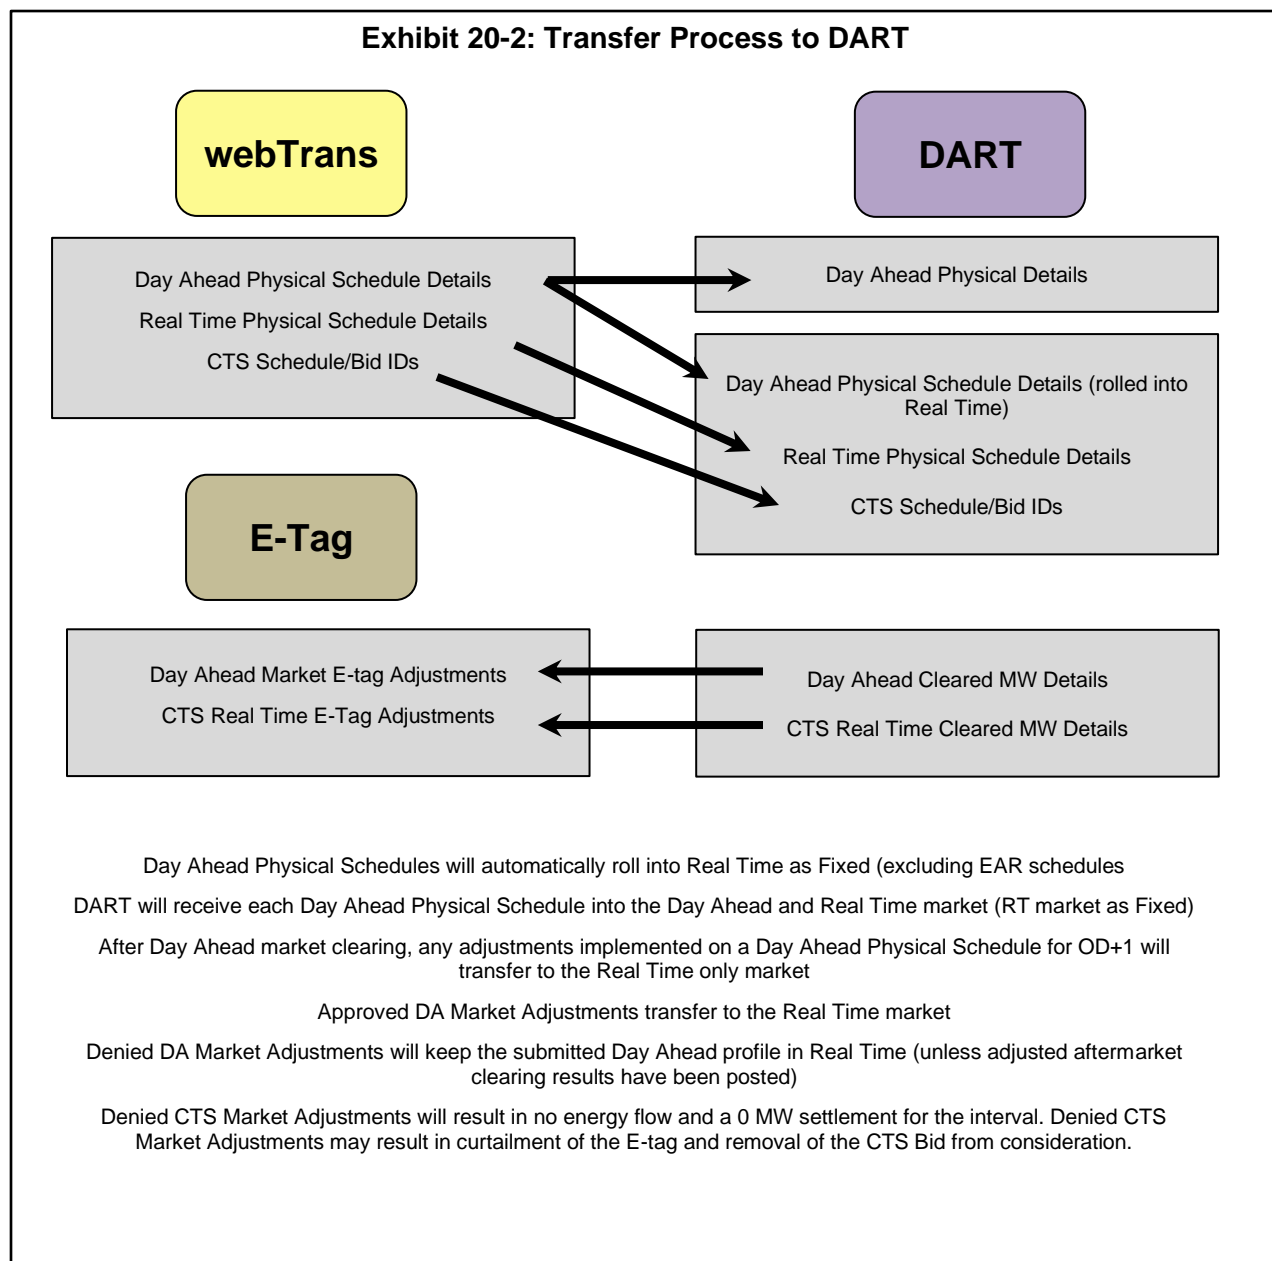 Exhibit 20-2: Transfer Process to DART
webTrans
DART
Day Ahead Physical Schedule Details
Real Time Physical Schedule Details
CTS Schedule/Bid IDs
Day Ahead Physical Details
Day Ahead Physical Schedule Details (rolled into
Real Time)
Real Time Physical Schedule Details
CTS Schedule/Bid IDs
E-Tag
Day Ahead Market E-tag Adjustments
CTS Real Time E-Tag Adjustments
Day Ahead Cleared MW Details
CTS Real Time Cleared MW Details
Day Ahead Physical Schedules will automatically roll into Real Time as Fixed (excluding EAR schedules
DART will receive each Day Ahead Physical Schedule into the Day Ahead and Real Time market (RT market as Fixed)
After Day Ahead market clearing, any adjustments implemented on a Day Ahead Physical Schedule for OD+1 will
transfer to the Real Time only market
Approved DA Market Adjustments transfer to the Real Time market
Denied DA Market Adjustments will keep the submitted Day Ahead profile in Real Time (unless adjusted aftermarket
clearing results have been posted)
Denied CTS Market Adjustments will result in no energy flow and a 0 MW settlement for the interval. Denied CTS
Market Adjustments may result in curtailment of the E-tag and removal of the CTS Bid from consideration.